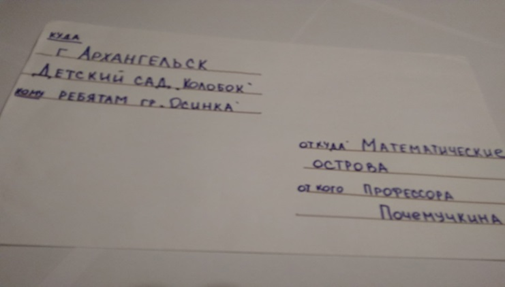 куда
г Архангельск
Детский сад „Колобок"
кому ребятам гр. „Осинка"
откуда Математические
острова
от кого профессора
Почемучкина